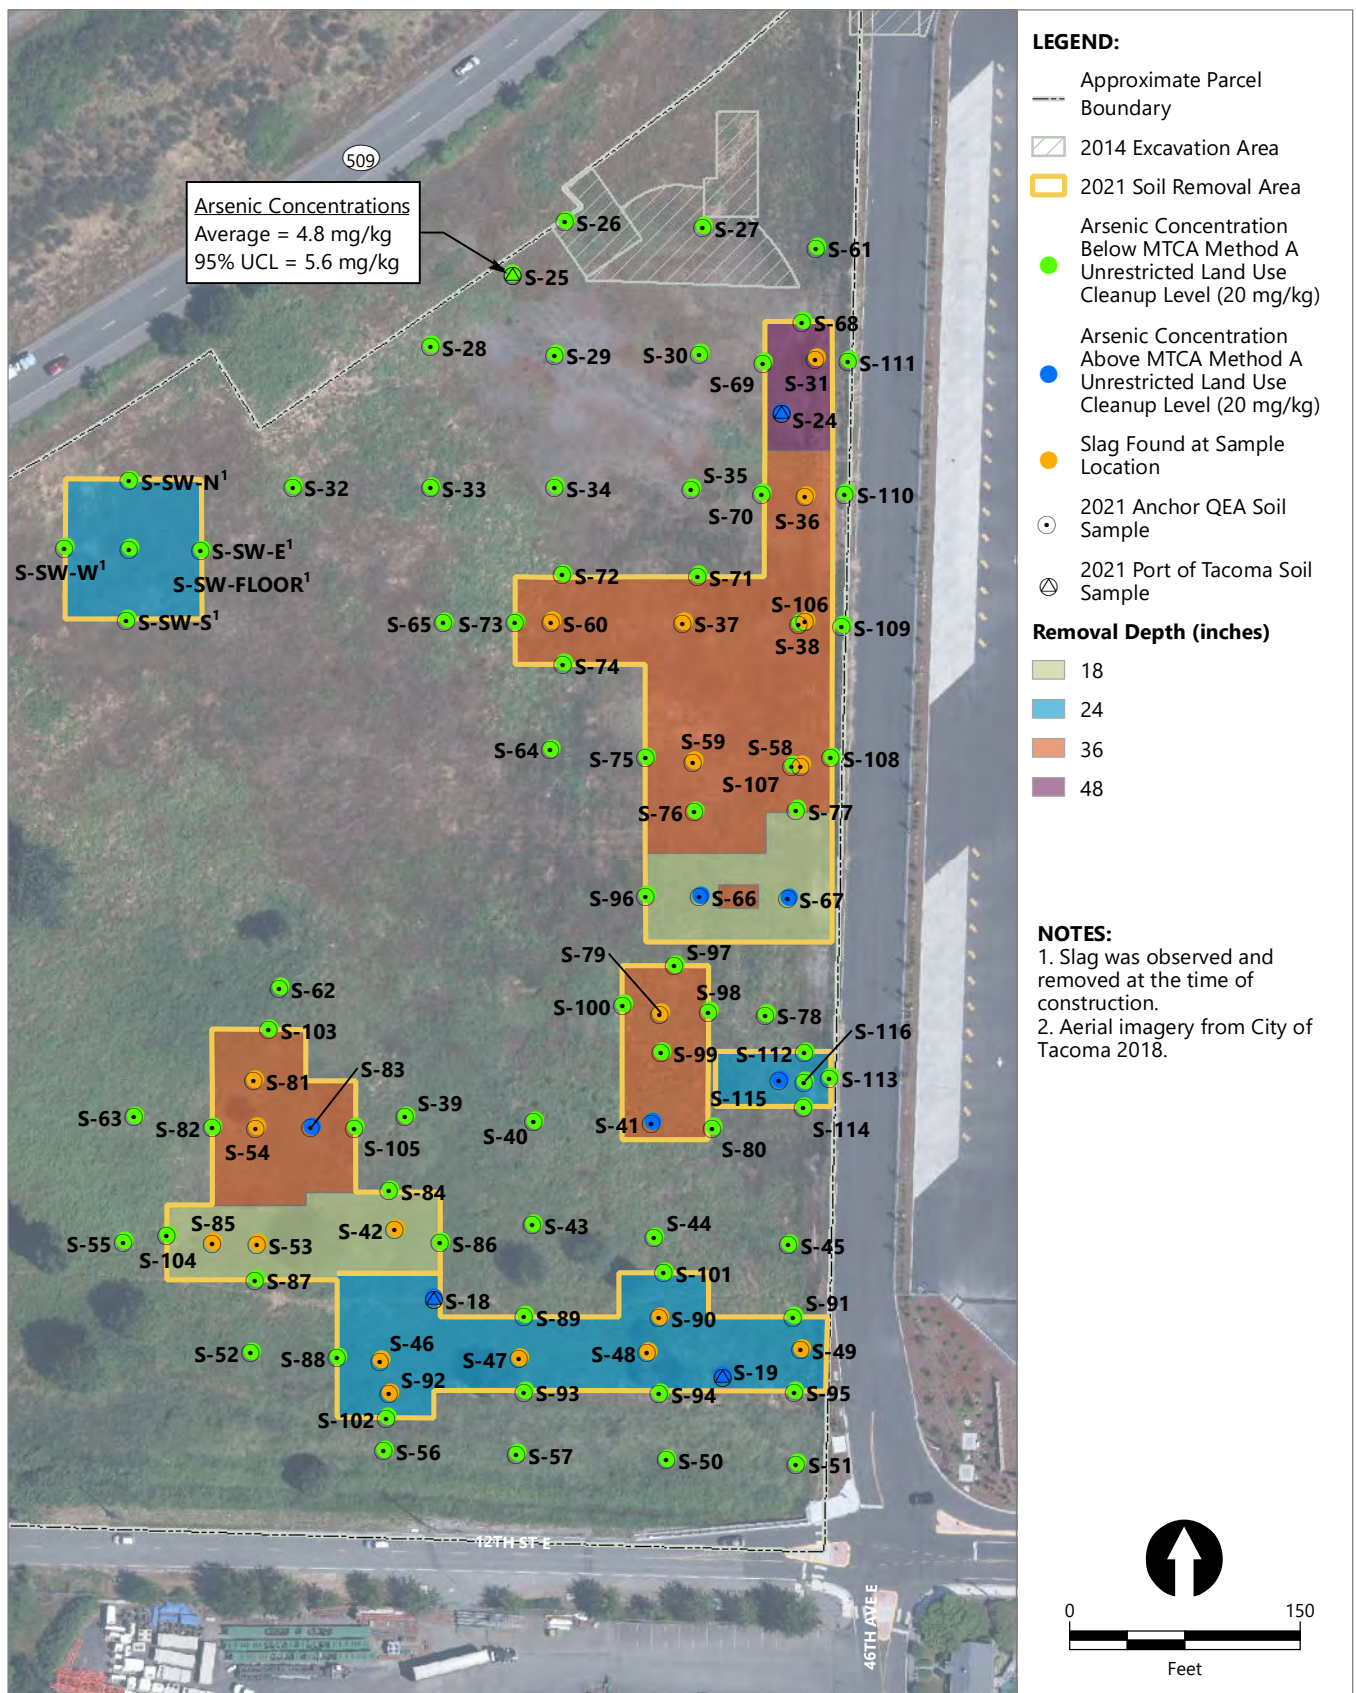 509
Arsenic Concentrations
Average = 4.8 mg/kg
95% UCL = 5.6 mg/kg
S-26
S-27
S-61
S-25
S-68
S-28
S-29
S-30
S-69
S-31
S-111
S-24
S-SW-N¹
S-32
S-33
S-34
S-35
S-70
S-36
S-110
S-SW-W¹
S-SW-E¹
S-SW-FLOOR¹
S-SW-S¹
S-72
S-71
S-106
S-65
S-73
S-60
S-37
S-38
S-109
S-74
S-64
S-75
S-59
S-58
S-107
S-108
S-76
S-77
S-96
S-66
S-67
S-79
S-97
S-62
S-100
S-98
S-78
S-116
S-103
S-99
S-112
S-81
S-83
S-115
S-113
S-63
S-82
S-54
S-105
S-39
S-40
S-41
S-80
S-114
S-84
S-55
S-104
S-85
S-53
S-42
S-86
S-43
S-44
S-45
S-87
S-101
S-18
S-89
S-90
S-91
S-52
S-88
S-46
S-47
S-48
S-49
S-92
S-19
S-102
S-93
S-94
S-95
S-56
S-57
S-50
S-51
12TH ST E
46TH AVE E
LEGEND:
Approximate Parcel
Boundary
2014 Excavation Area
2021 Soil Removal Area
Arsenic Concentration
Below MTCA Method A
Unrestricted Land Use
Cleanup Level (20 mg/kg)
Arsenic Concentration
Above MTCA Method A
Unrestricted Land Use
Cleanup Level (20 mg/kg)
Slag Found at Sample
Location
2021 Anchor QEA Soil
Sample
2021 Port of Tacoma Soil
Sample
Removal Depth (inches)
18
24
36
48
NOTES:
1. Slag was observed and
removed at the time of
construction.
2. Aerial imagery from City of
Tacoma 2018.
0 150
Feet